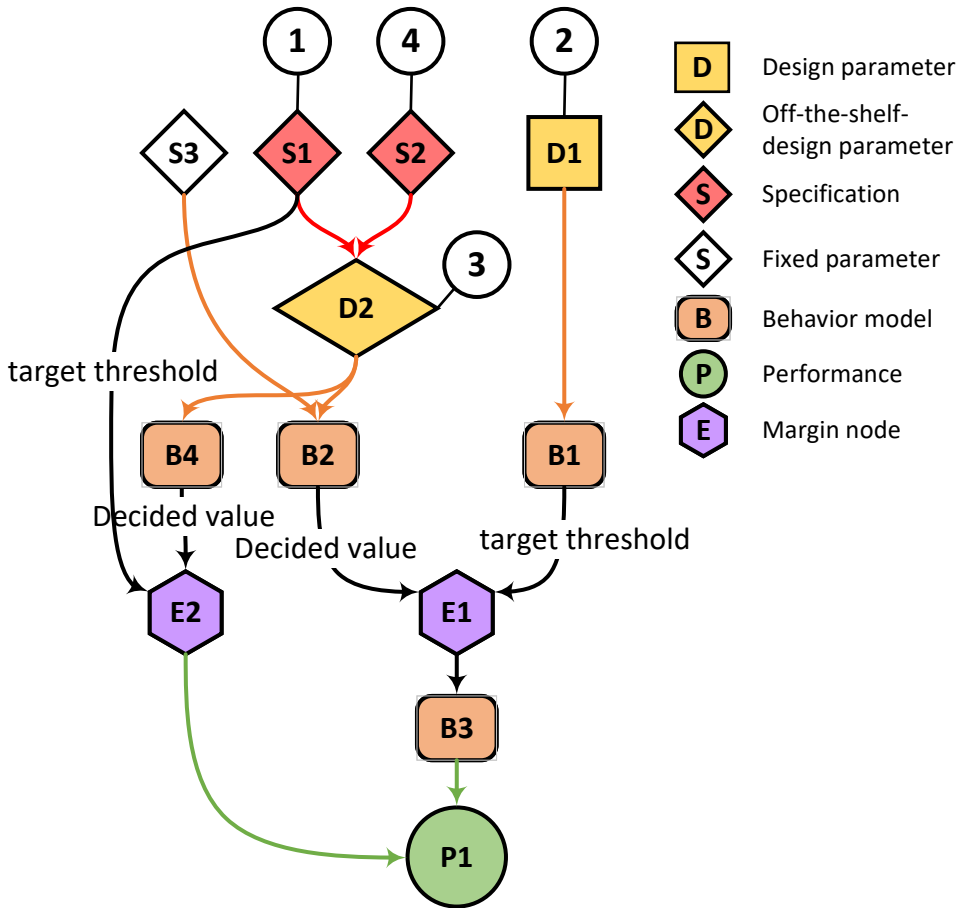 1
4
2
S3
S1
S2
D1
3
D2
target threshold
B4
B2
B1
Decided value
Decided value
target threshold
E2
E1
B3
P1
D
Design parameter
D
Off-the-shelf-
design parameter
S
Specification
S
Fixed parameter
B
Behavior model
P
Performance
E
Margin node